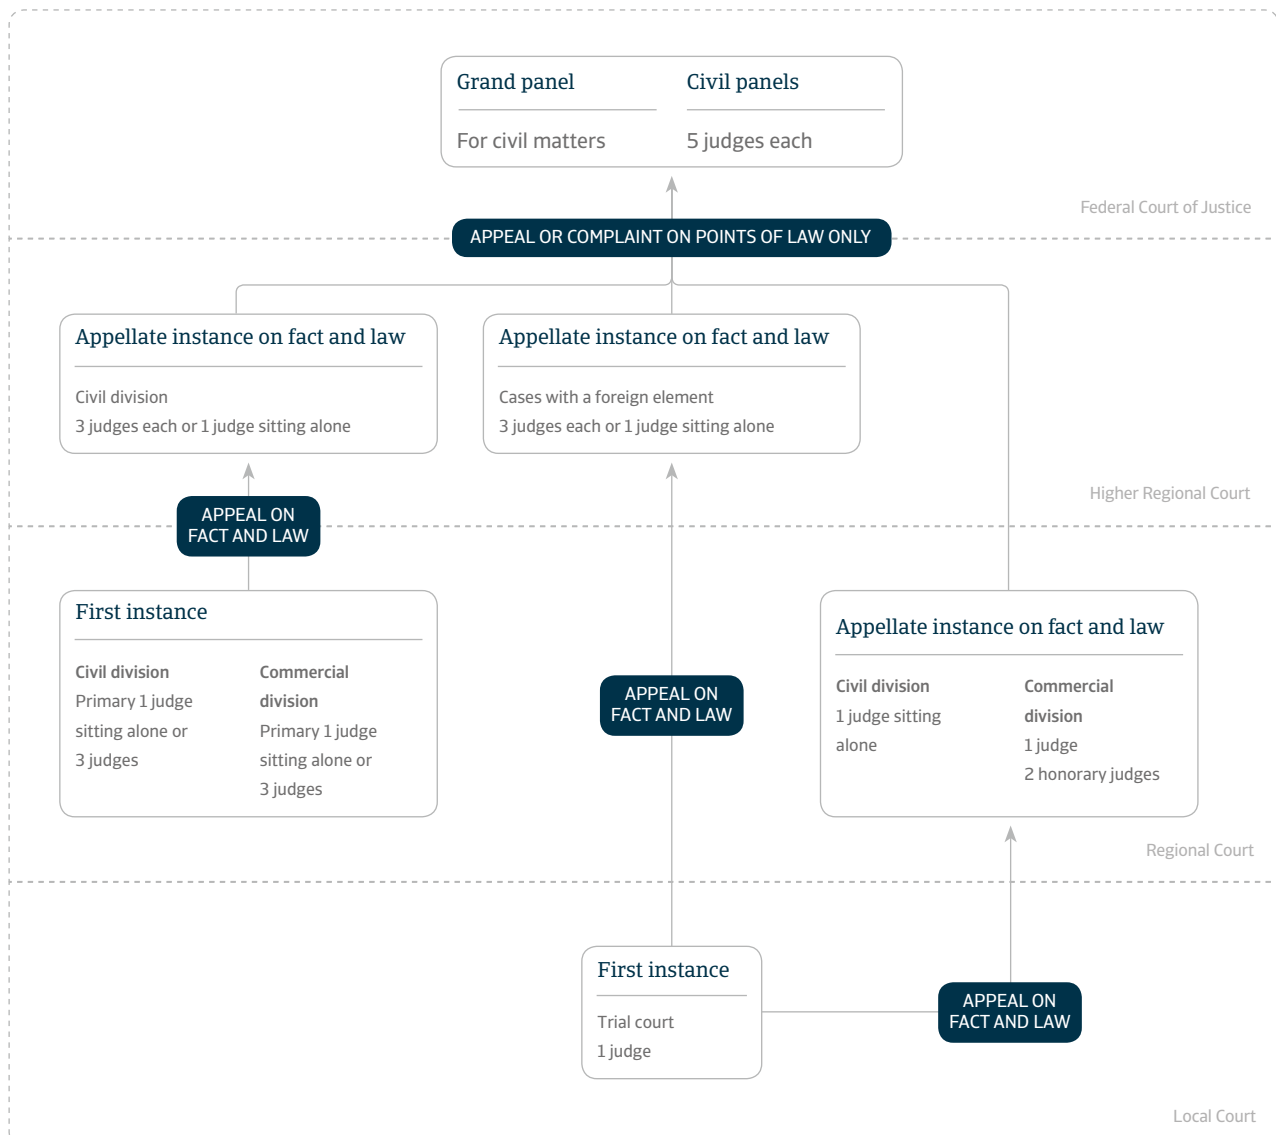 Grand panel
For civil matters
Civil panels
5 judges each
Federal Court of Justice
APPEAL OR COMPLAINT ON POINTS OF LAW ONLY
Appellate instance on fact and law
Civil division
3 judges each or 1 judge sitting alone
Appellate instance on fact and law
Cases with a foreign element
3 judges each or 1 judge sitting alone
Higher Regional Court
APPEAL ON
FACT AND LAW
First instance
Civil division
Primary 1 judge
sitting alone or
3 judges
Commercial
division
Primary 1 judge
sitting alone or
3 judges
APPEAL ON
FACT AND LAW
Appellate instance on fact and law
Civil division
1 judge sitting
alone
Commercial
division
1 judge
2 honorary judges
Regional Court
First instance
Trial court
1 judge
APPEAL ON
FACT AND LAW
Local Court